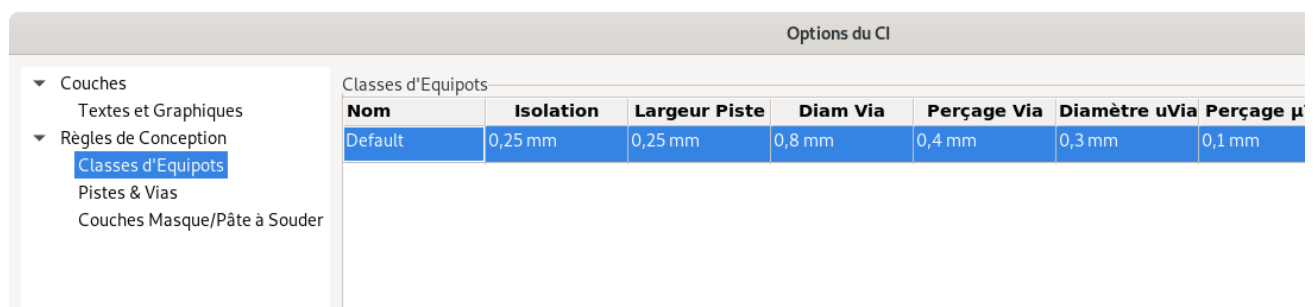 Options du CI
Couches
Textes et Graphiques
Règles de Conception
Classes d'Equipots
Pistes & Vias
Couches Masque/Pâte à Souder
Classes d'Equipots
Nom Isolation Largeur Piste Diam Via Perçage Via Diamètre uVia Perçage µ
Default 0,25 mm 0,25 mm 0,8 mm 0,4 mm 0,3 mm 0,1 mm